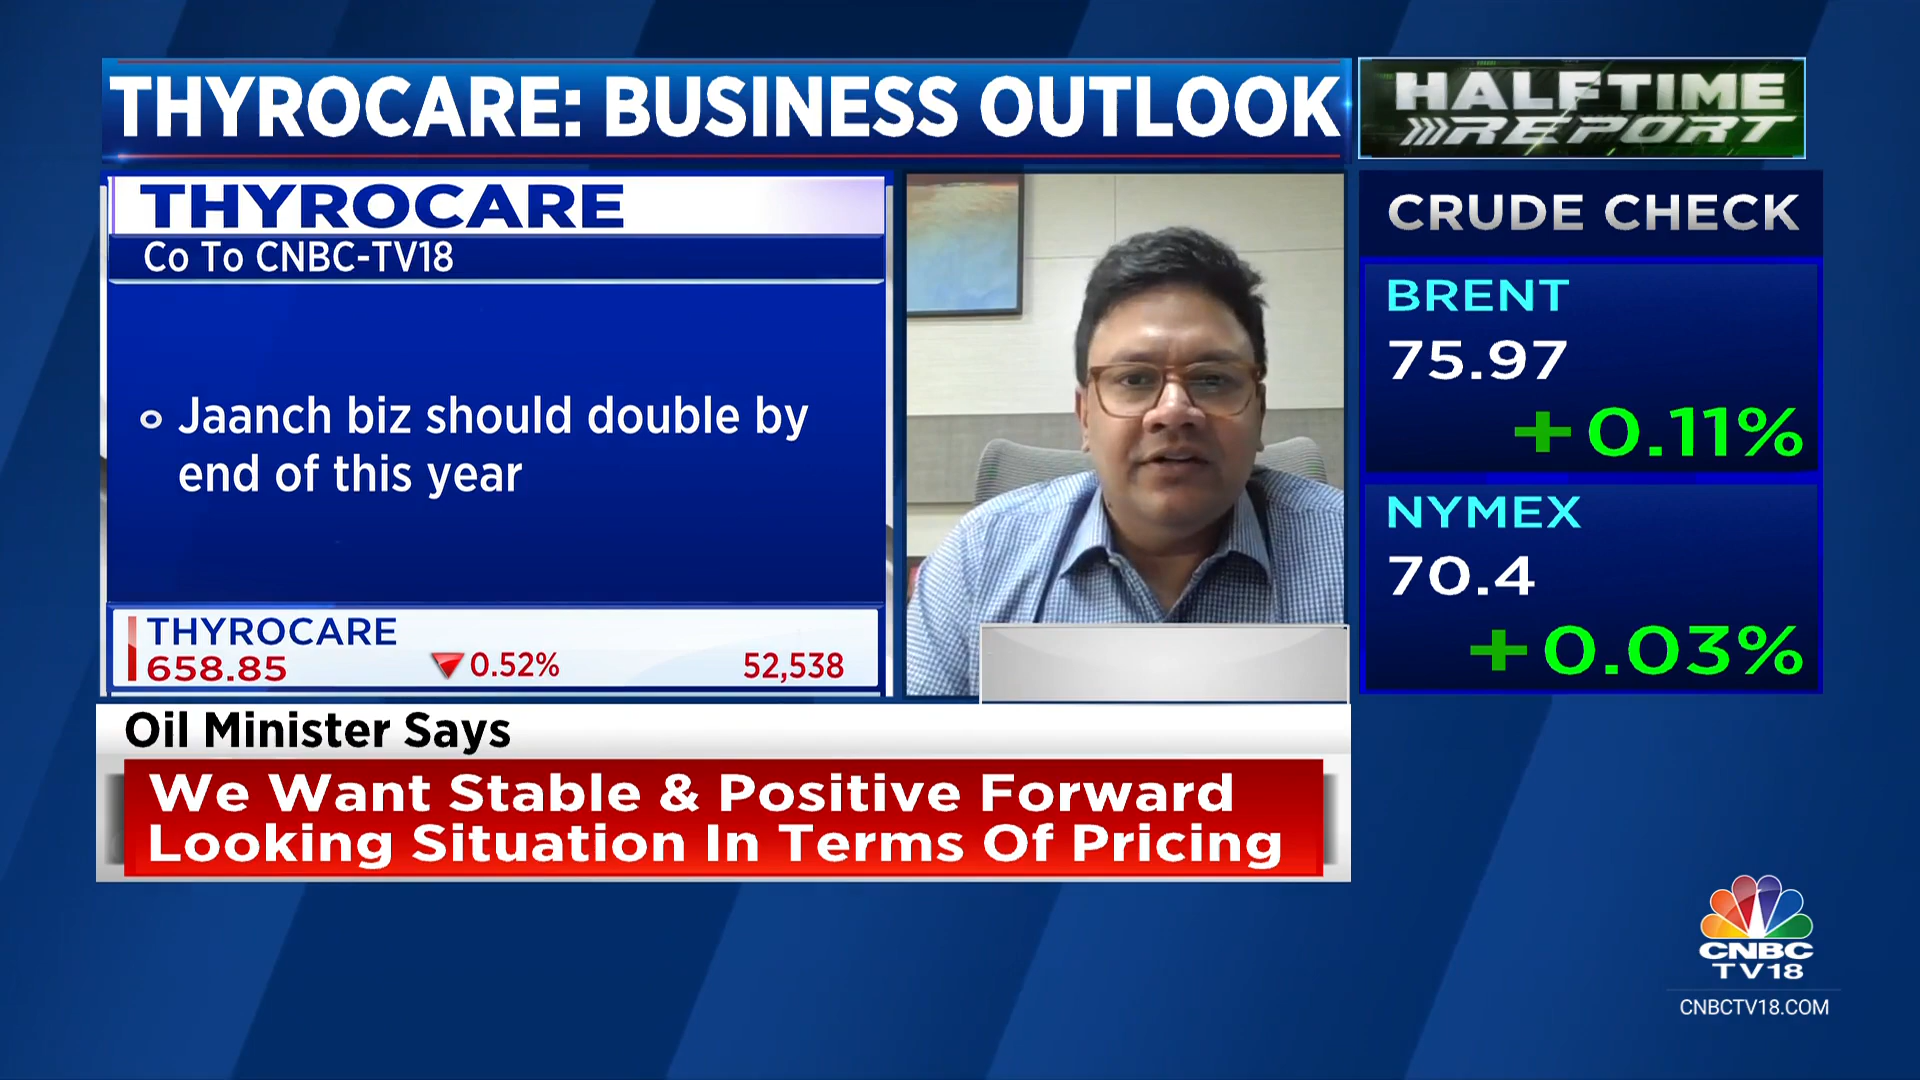 THYROCARE: BUSINESS OUTLOOK
HALFTIME
REPORT
THYROCARE
Co To CNBC-TV18
Jaanch biz should double by
end of this year
THYROCARE
658.85 0.52% 52,538
CRUDE CHECK
BRENT
75.97
+0.11%
NYMEX
70.4
+0.03%
Oil Minister Says
We Want Stable & Positive Forward
Looking Situation In Terms Of Pricing
CNBC
TV18
CNBCTV18.COM